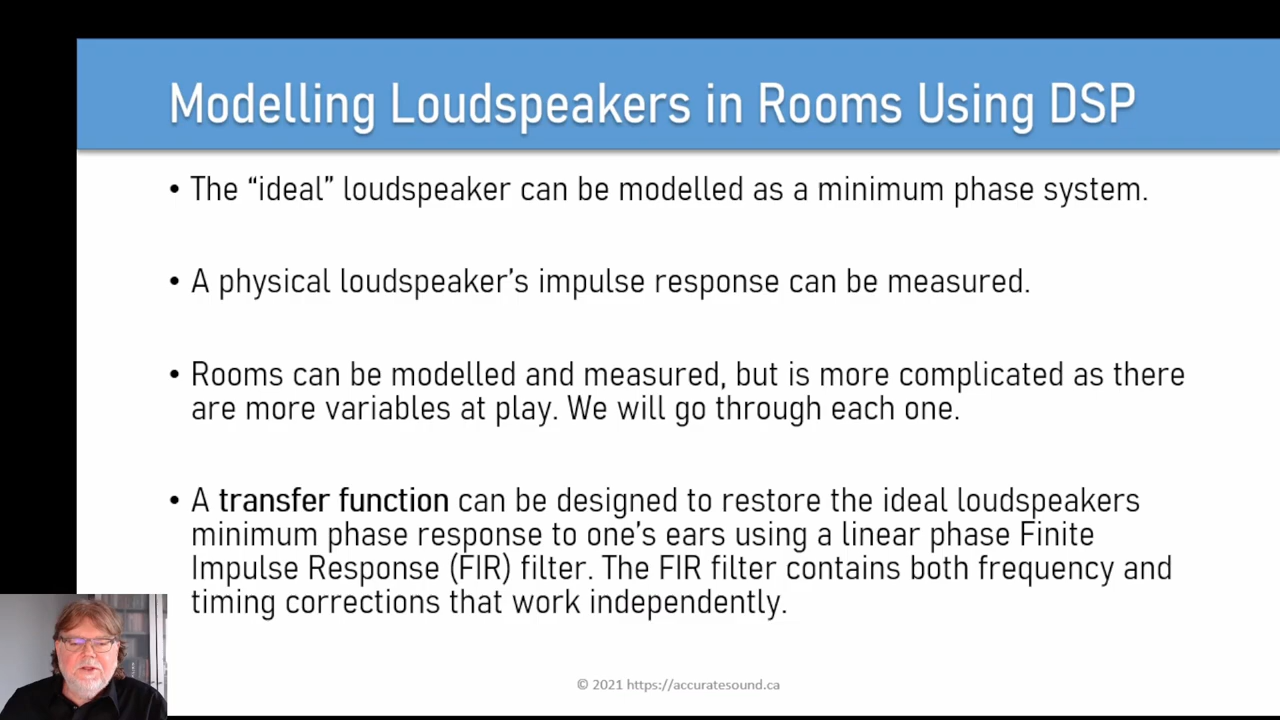 Modelling Loudspeakers in Rooms Using DSP
• The “ideal” loudspeaker can be modelled as a minimum phase system.
• A physical loudspeaker’s impulse response can be measured.
• Rooms can be modelled and measured, but is more complicated as there
are more variables at play. We will go through each one.
• A transfer function can be designed to restore the ideal loudspeakers
minimum phase response to one’s ears using a linear phase Finite
Impulse Response (FIR) filter. The FIR filter contains both frequency and
timing corrections that work independently.
© 2021 https://accuratesound.ca